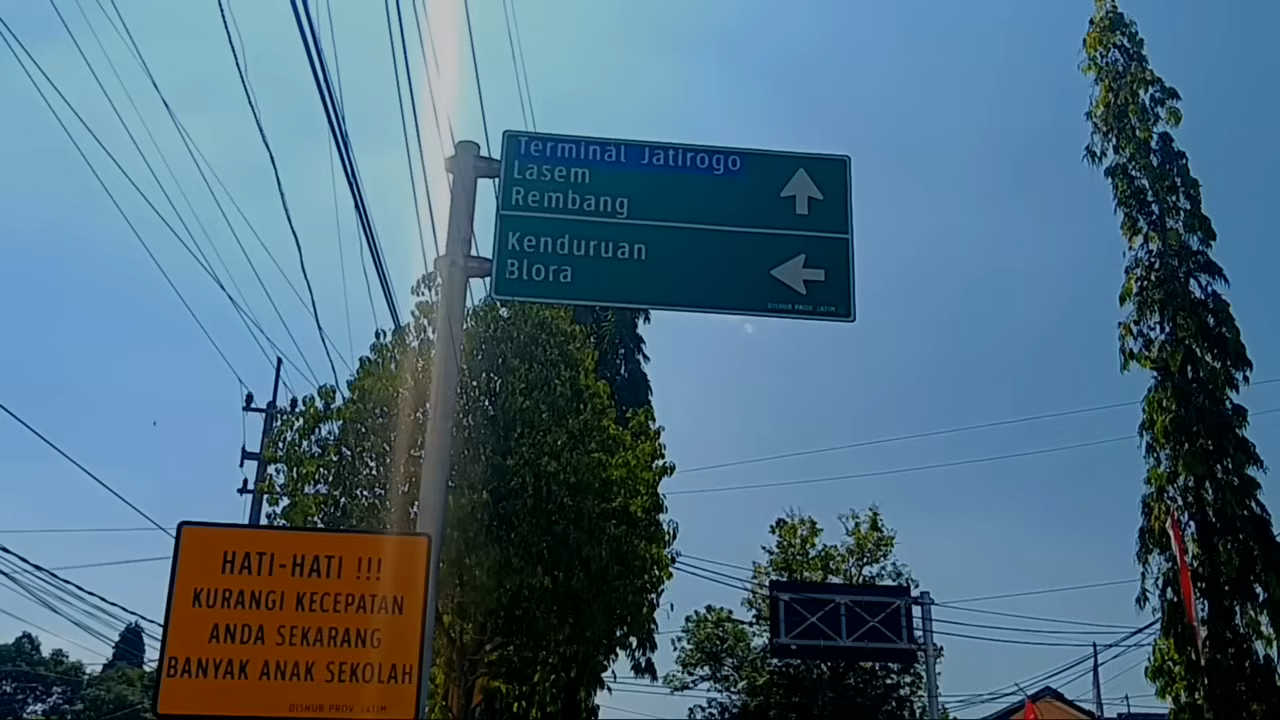 Terminal Jatirogo
Lasem
Rembang
Kenduruan
Blora
DISHUB PROV. JATIM
HATI-HATI !!!
KURANGI KECEPATAN
ANDA SEKARANG
BANYAK ANAK SEKOLAH
DISHUB PROV. JATIM